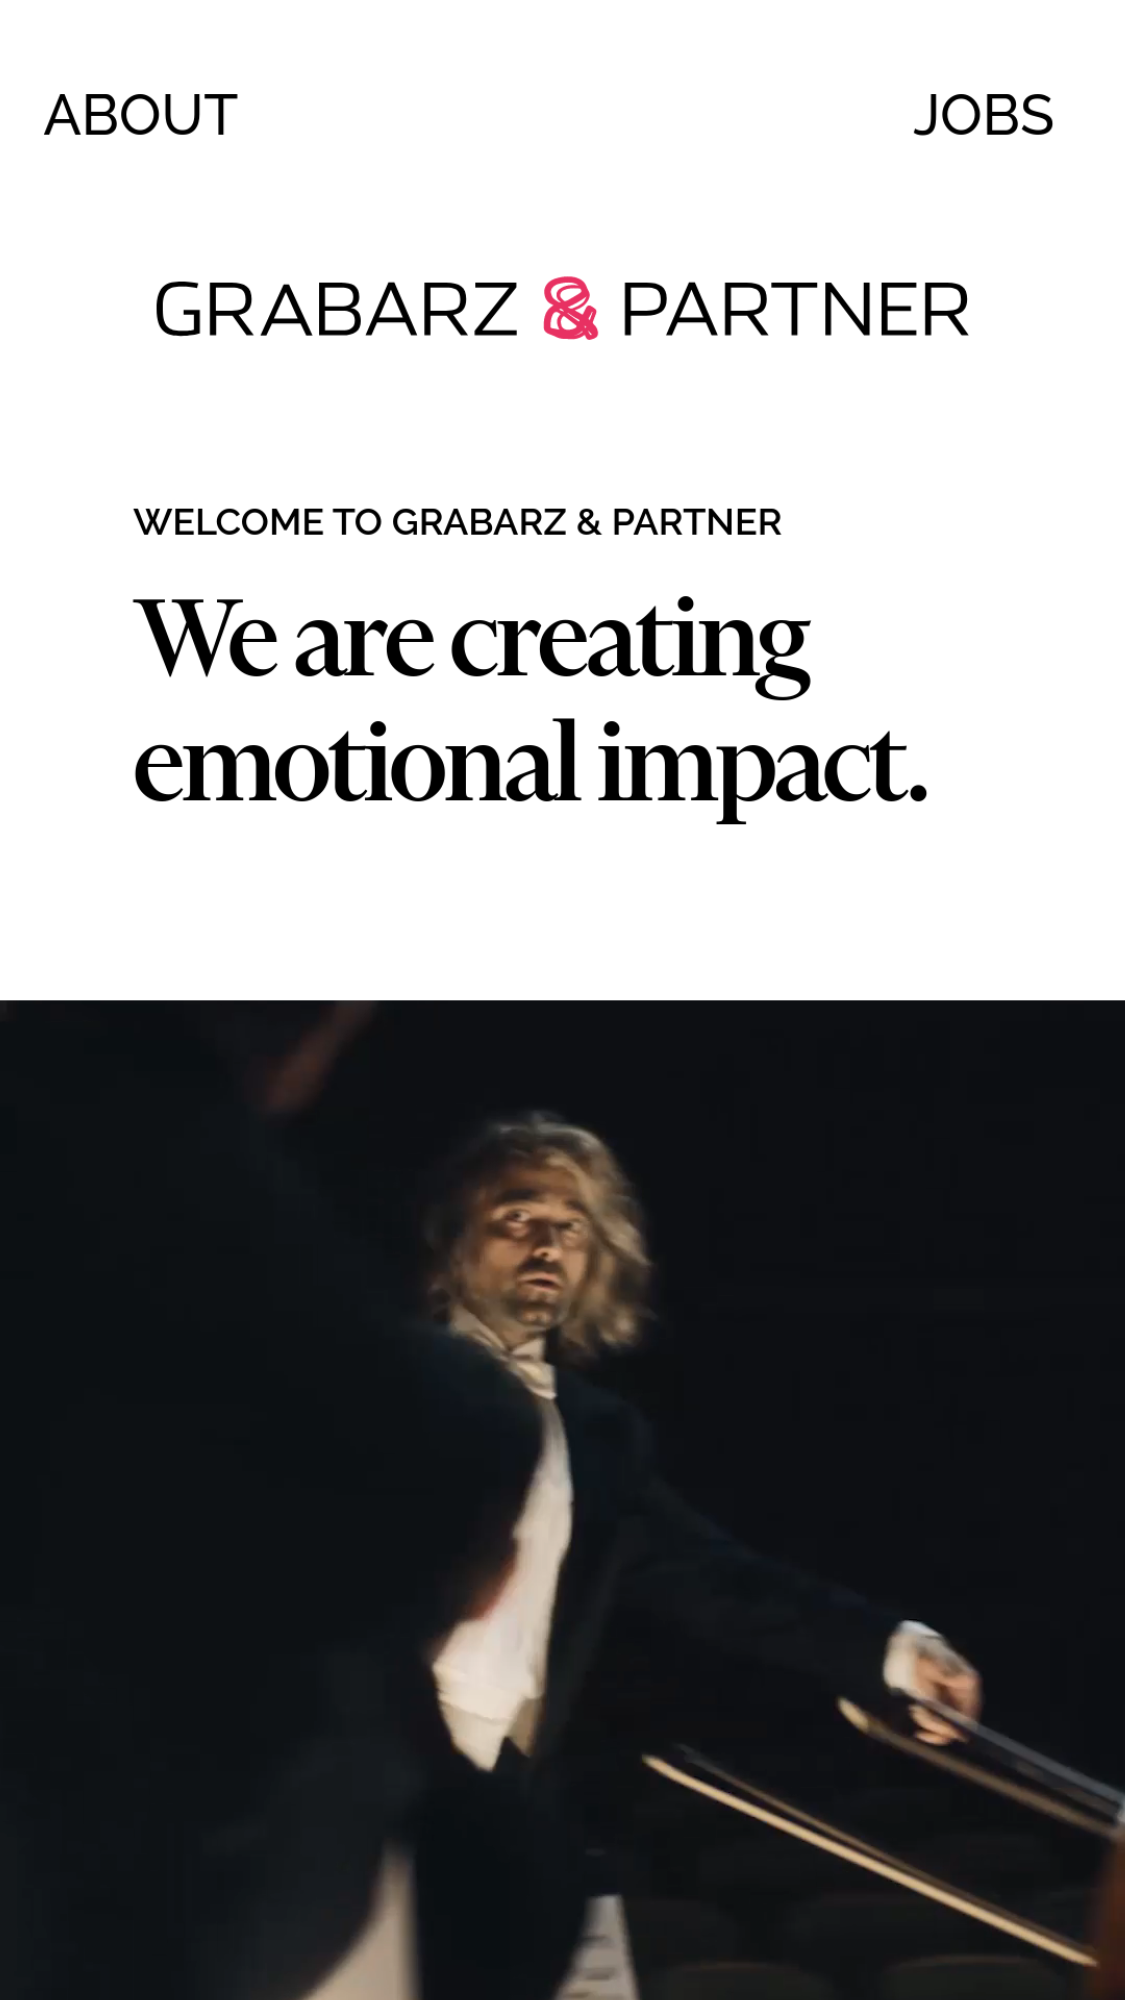 ABOUT
JOBS
GRABARZ & PARTNER
WELCOME TO GRABARZ & PARTNER
We are creating
emotional impact.